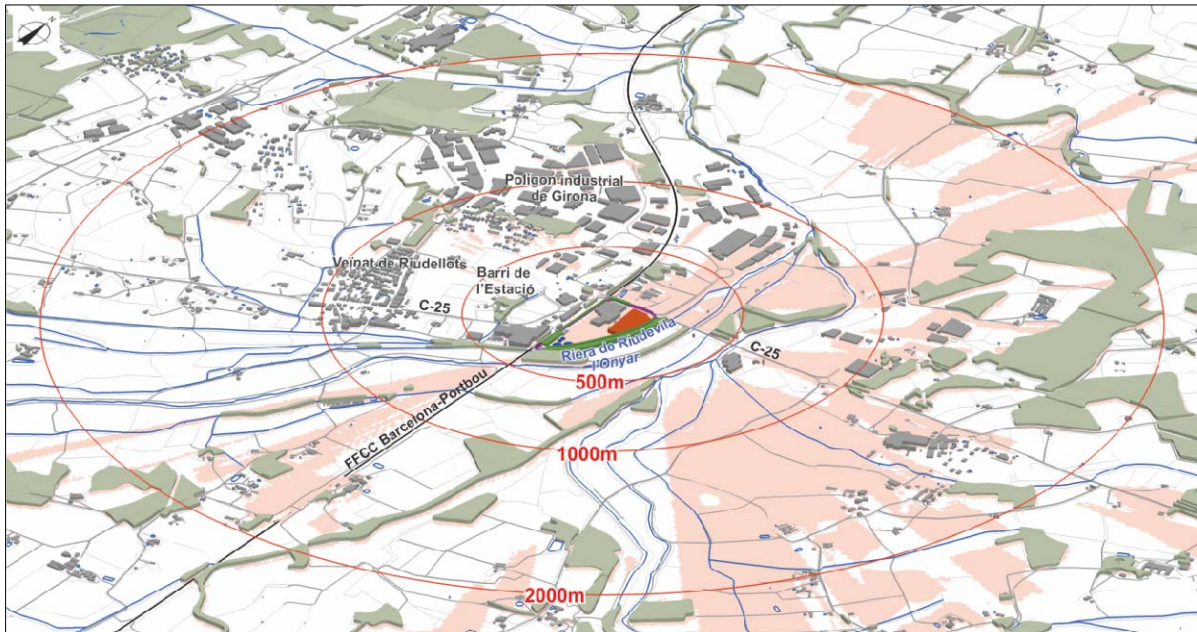 N
Polígon industrial
de Girona
Veïnat de Riudellots
Barri de
l'Estació
C-25
Riera de Riudevila
l'Onyar
C-25
500m
FFCC Barcelona-Portbou
1000m
2000m